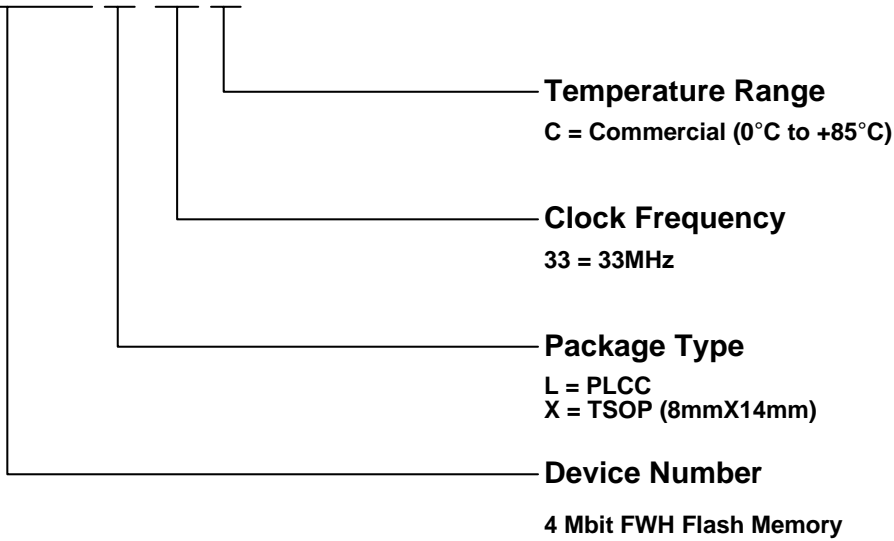 Temperature Range
C = Commercial (0°C to +85°C)
Clock Frequency
33 = 33MHz
Package Type
L = PLCC
X = TSOP (8mmX14mm)
Device Number
4 Mbit FWH Flash Memory